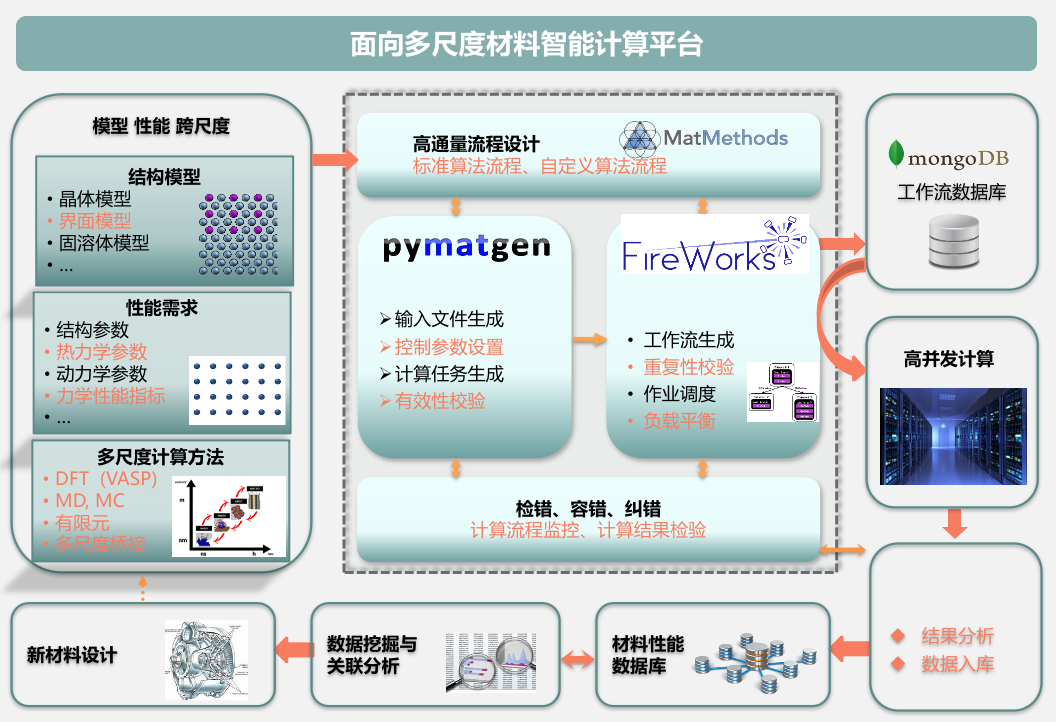 面向多尺度材料智能计算平台
模型 性能 跨尺度
结构模型
• 晶体模型
• 界面模型
• 固溶体模型
• ...
性能需求
• 结构参数
• 热力学参数
• 动力学参数
• 力学性能指标
• ...
多尺度计算方法
• DFT（VASP）
• MD, MC
• 有限元
• 多尺度桥接
m
nm
ns
h
高通量流程设计
MatMethods
标准算法流程、自定义算法流程
pymatgen
➢输入文件生成
➢控制参数设置
➢计算任务生成
➢有效性校验
FireWorks
• 工作流生成
• 重复性校验
• 作业调度
• 负载平衡
检错、容错、纠错
计算流程监控、计算结果检验
mongoDB
工作流数据库
高并发计算
◆ 结果分析
◆ 数据入库
材料性能
数据库
数据挖掘与
关联分析
新材料设计